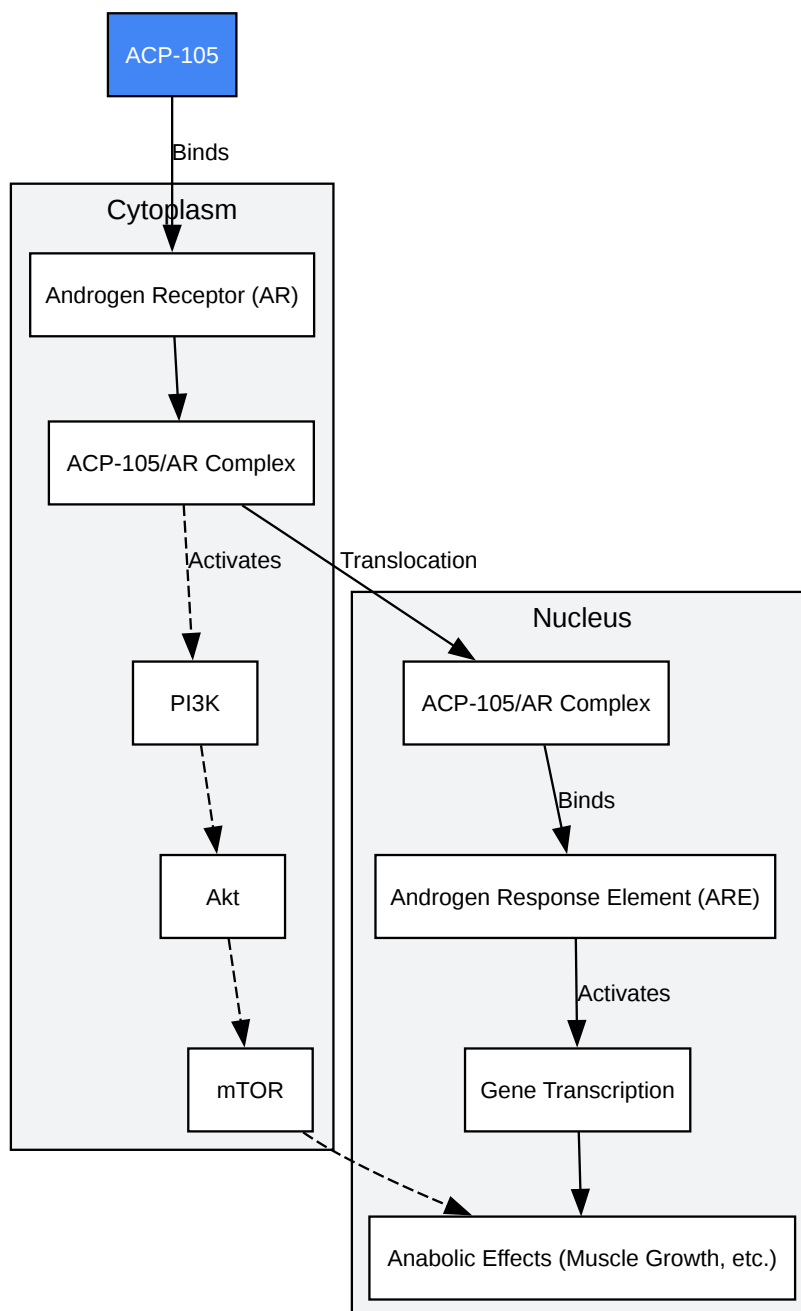 ACP-105
Binds
Cytoplasm
Androgen Receptor (AR)
ACP-105/AR Complex
Activates
Translocation
Nucleus
PI3K
ACP-105/AR Complex
Binds
Akt
Androgen Response Element (ARE)
Activates
mTOR
Gene Transcription
Anabolic Effects (Muscle Growth, etc.)